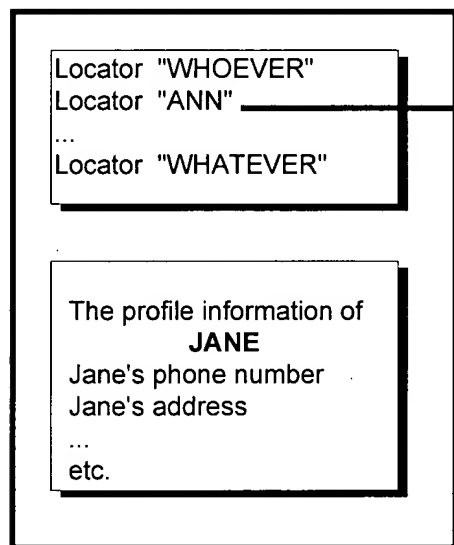 Locator "WHOEVER"
Locator "ANN"
...
Locator "WHATEVER"
The profile information of
JANE
Jane's phone number
Jane's address
...
etc.